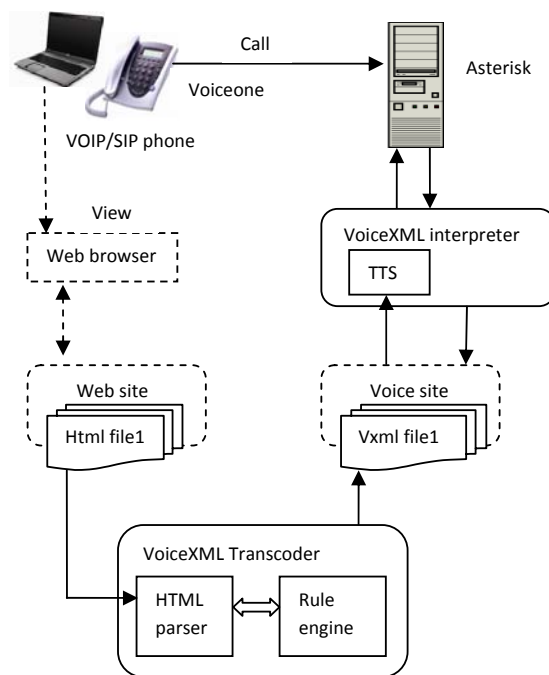 Call
Asterisk
Voiceone
VOIP/SIP phone
View
Web browser
VoiceXML interpreter
TTS
Web site
Html file1
Voice site
Vxml file1
VoiceXML Transcoder
HTML
parser
Rule
engine